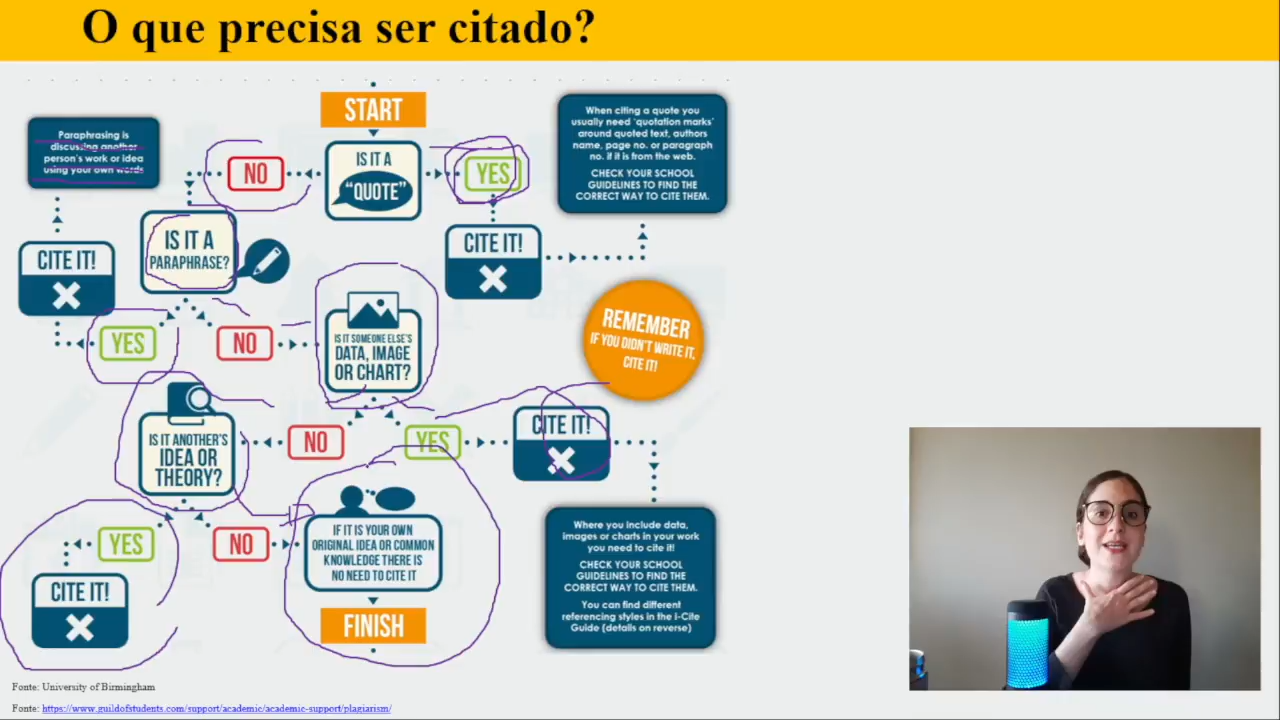 O que precisa ser citado?
START
Paraphrasing is
discussing another
person's work or idea
using your own words
NO
IS IT A
"QUOTE"
YES
When citing a quote you
usually need 'quotation marks'
around quoted text, authors
name, page no. or paragraph
no. if it is from the web.
CHECK YOUR SCHOOL
GUIDELINES TO FIND THE
CORRECT WAY TO CITE THEM.
CITE IT!
IS IT A
PARAPHRASE?
CITE IT!
YES
NO
IS IT SOMEONE ELSE'S
DATA, IMAGE
OR CHART?
REMEMBER
IF YOU DIDN'T WRITE IT,
CITE IT!
IS IT ANOTHER'S
IDEA OR
THEORY?
NO
YES
CITE IT!
YES
CITE IT!
NO
IF IT IS YOUR OWN
ORIGINAL IDEA OR COMMON
KNOWLEDGE THERE IS
NO NEED TO CITE IT
FINISH
Where you include data,
images or charts in your work
you need to cite it!
CHECK YOUR SCHOOL
GUIDELINES TO FIND THE
CORRECT WAY TO CITE THEM.
You can find different
referencing styles in the i-Cite
Guide (details on reverse)
Fonte: University of Birmingham
Fonte: https://www.guildofstudents.com/support/academic/academic-support/plagiarism/